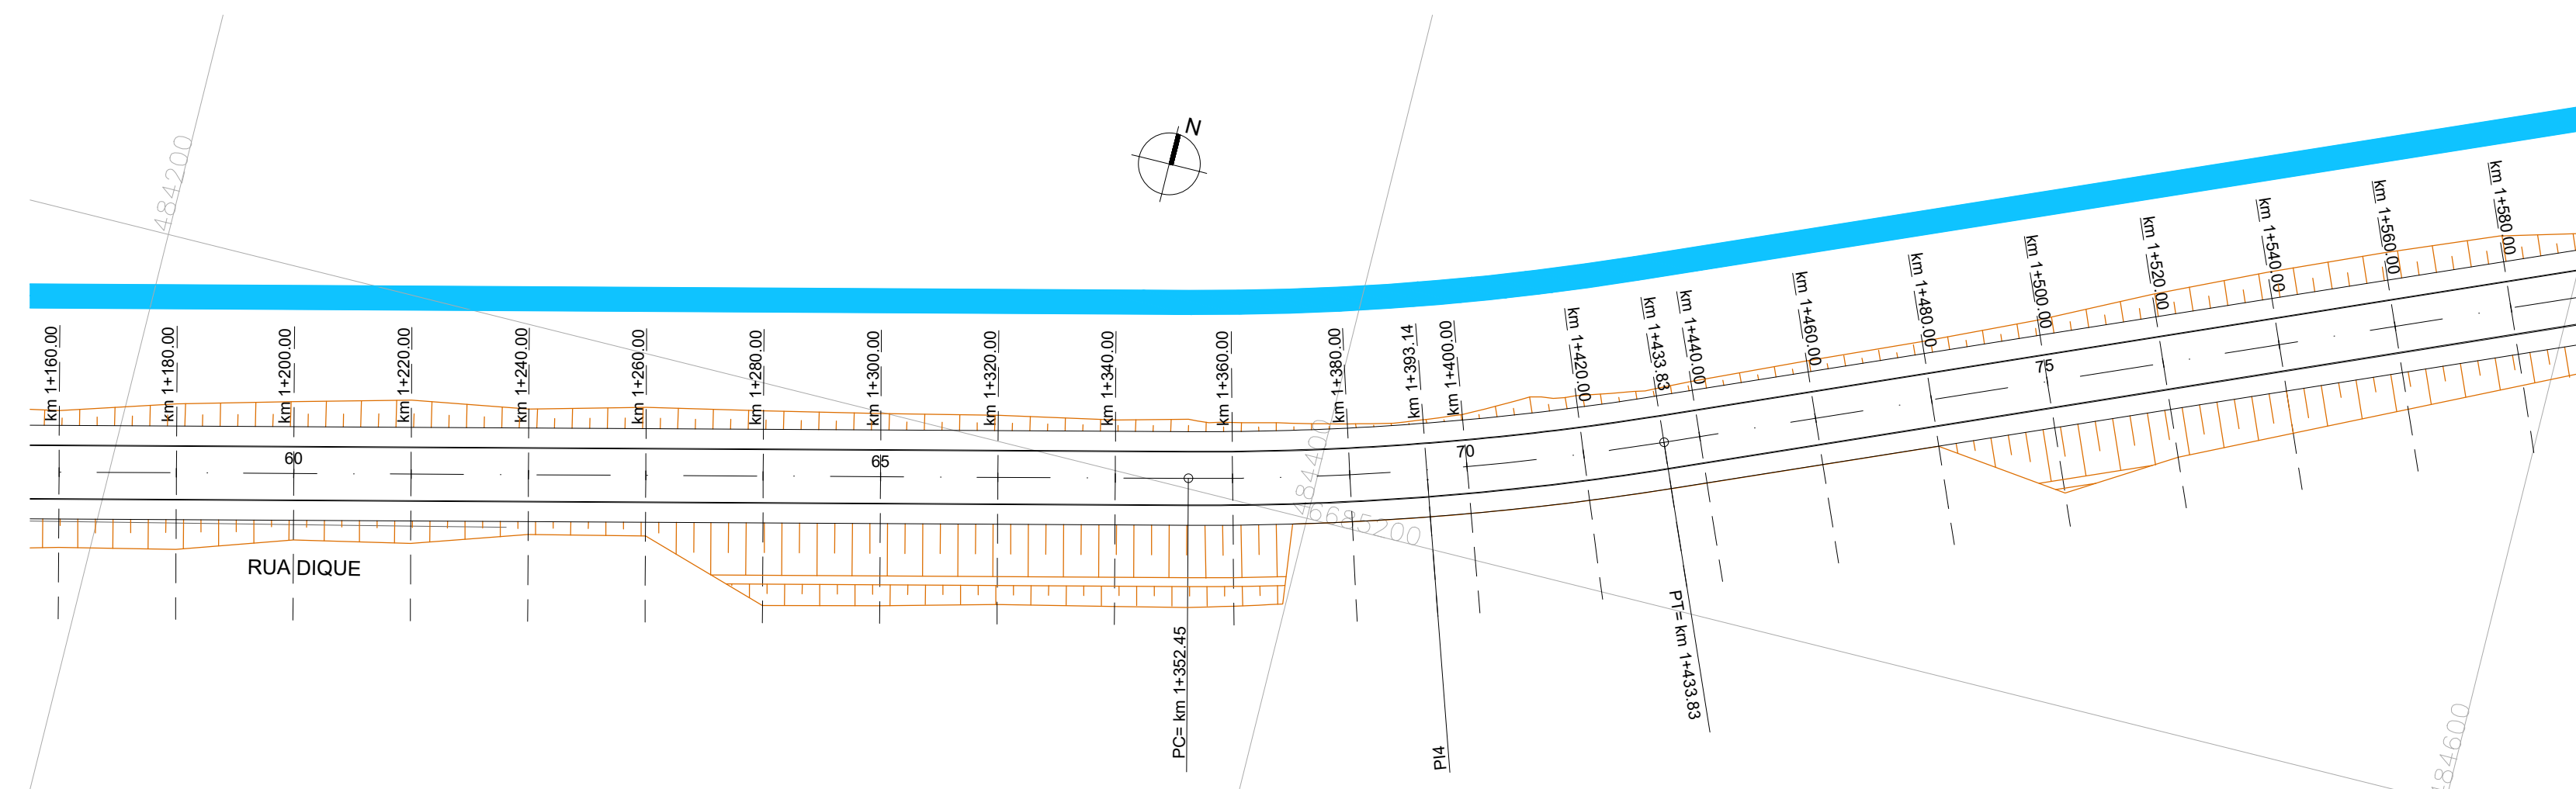 N
484200
km 1+160.00
km 1+180.00
km 1+200.00
km 1+220.00
km 1+240.00
km 1+260.00
km 1+280.00
km 1+300.00
km 1+320.00
km 1+340.00
km 1+360.00
km 1+380.00
km 1+393.14
km 1+400.00
km 1+420.00
km 1+433.83
km 1+440.00
km 1+460.00
km 1+480.00
km 1+500.00
km 1+520.00
km 1+540.00
km 1+560.00
km 1+580.00
60
65
70
75
484400
6685200
RUA DIQUE
PC= km 1+352.45
PI4
PT= km 1+433.83
484600